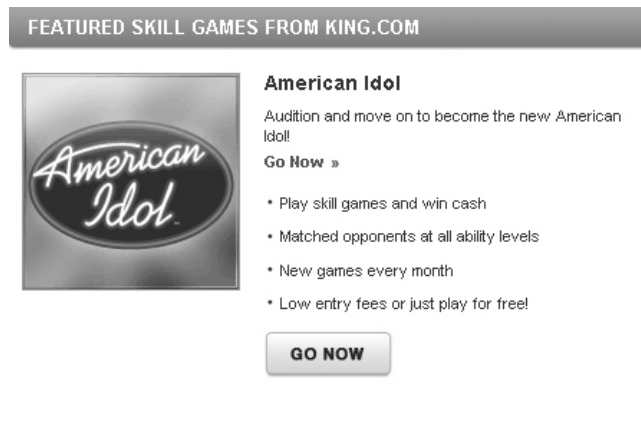 FEATURED SKILL GAMES FROM KING.COM
American Idol
American Idol
Audition and move on to become the new American
Idol!
Go Now »
• Play skill games and win cash
• Matched opponents at all ability levels
• New games every month
• Low entry fees or just play for free!
GO NOW